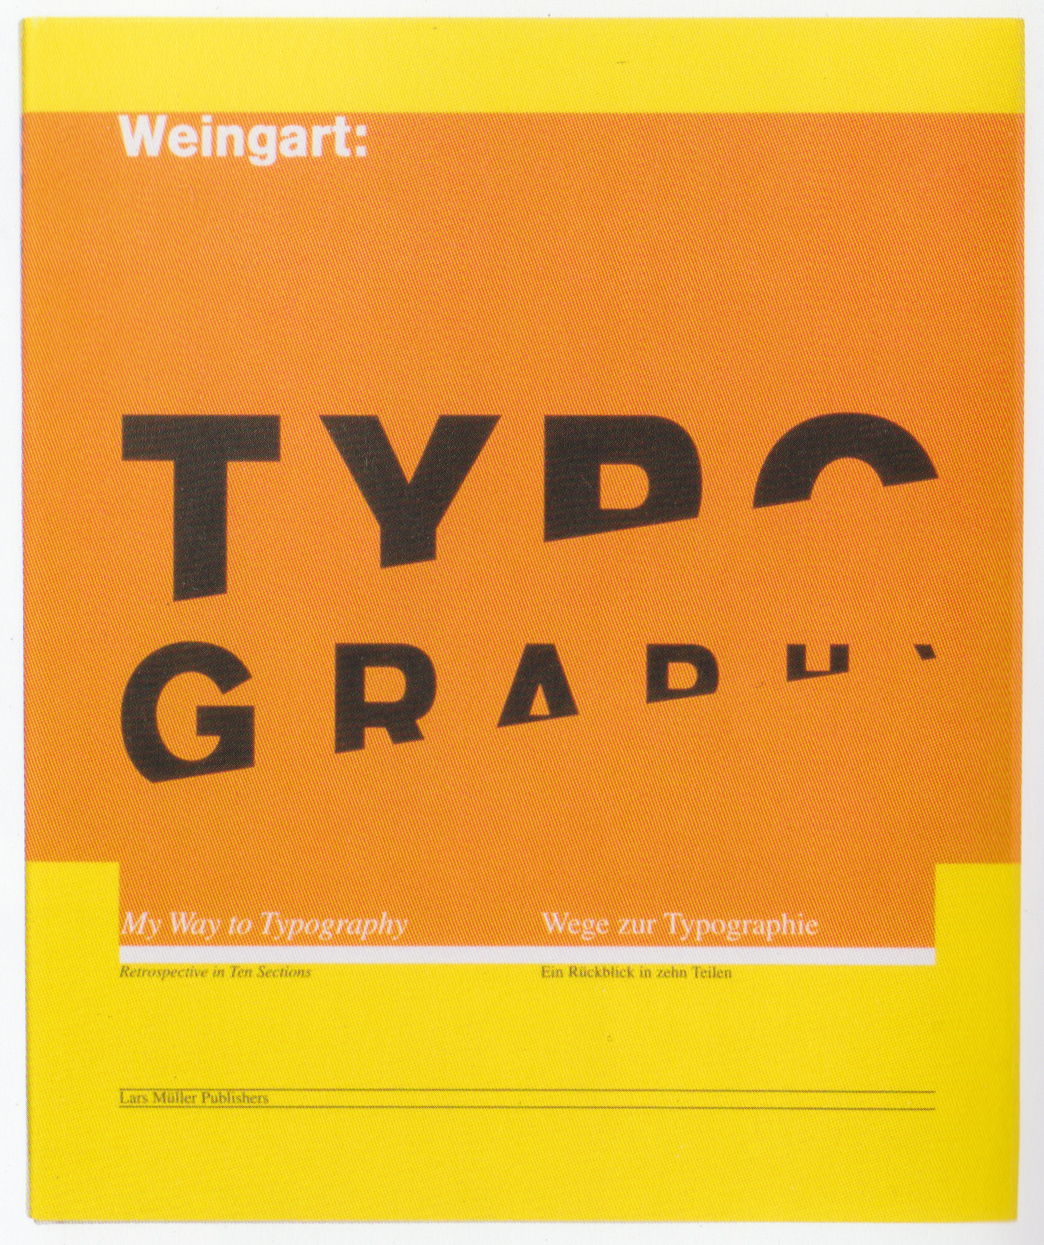 Weingart:
TYPO
GRAPHY
My Way to Typography
Wege zur Typographie
Retrospective in Ten Sections
Ein Rückblick in zehn Teilen
Lars Müller Publishers